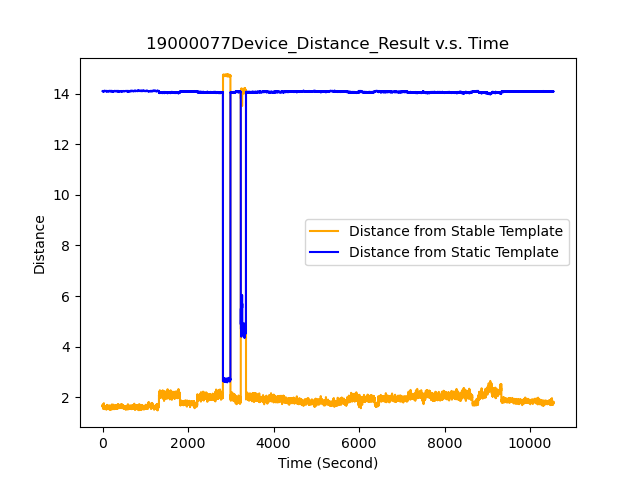 19000077Device_Distance_Result v.s. Time
14
12
10
8
6
4
2
Distance
Distance from Stable Template
Distance from Static Template
0 2000 4000 6000 8000 10000
Time (Second)